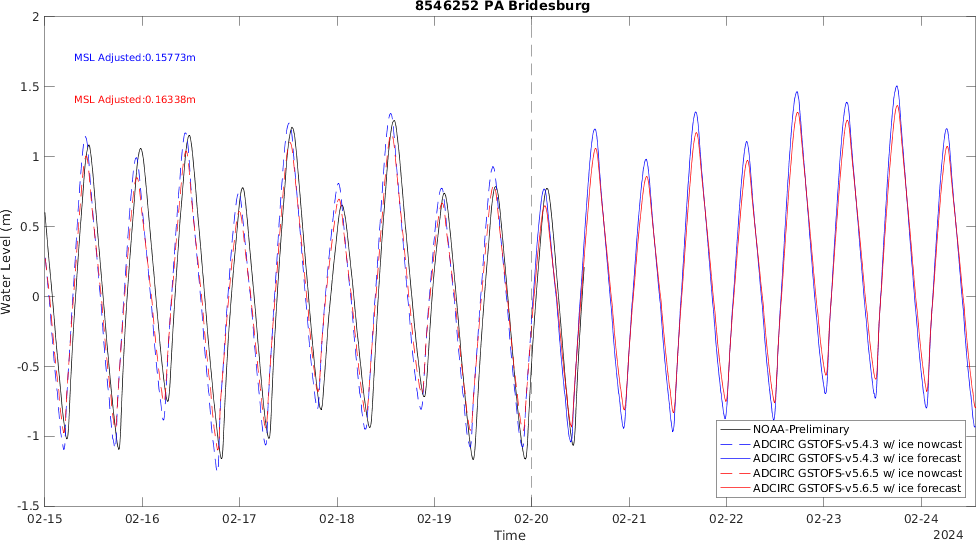 8546252 PA Bridesburg
2
1.5
1
0.5
0
-0.5
-1
-1.5
Water Level (m)
MSL Adjusted:0.15773m
MSL Adjusted:0.16338m
NOAA-Preliminary
ADCIRC GSTOFS-v5.4.3 w/ ice nowcast
ADCIRC GSTOFS-v5.4.3 w/ ice forecast
ADCIRC GSTOFS-v5.6.5 w/ ice nowcast
ADCIRC GSTOFS-v5.6.5 w/ ice forecast
02-15 02-16 02-17 02-18 02-19 02-20 02-21 02-22 02-23 02-24
Time
2024